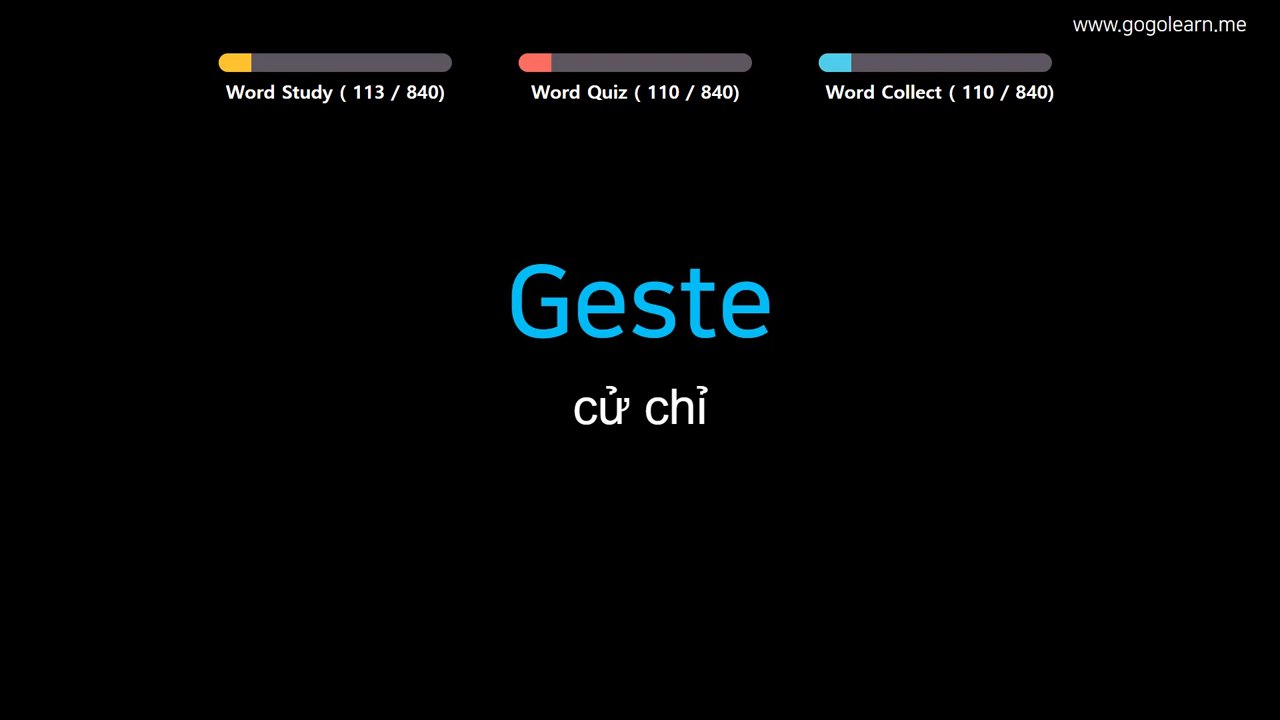 www.gogolearn.me
Word Study ( 113 / 840)
Word Quiz ( 110 / 840)
Word Collect ( 110 / 840)
Geste
cử chỉ